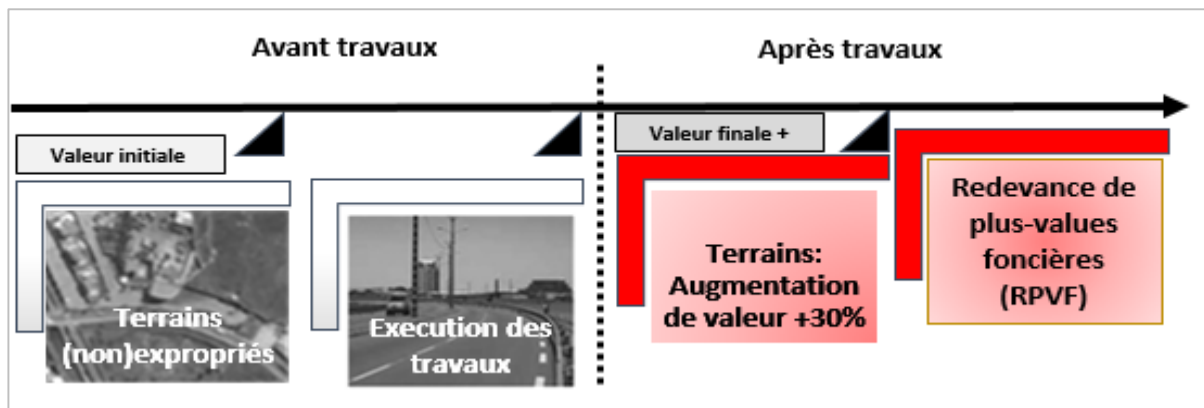 Avant travaux
Après travaux
Valeur initiale
Valeur finale +
Terrains
(non)expropriés
Execution des
travaux
Terrains:
Augmentation
de valeur +30%
Redevance de
plus-values
foncières
(RPVF)